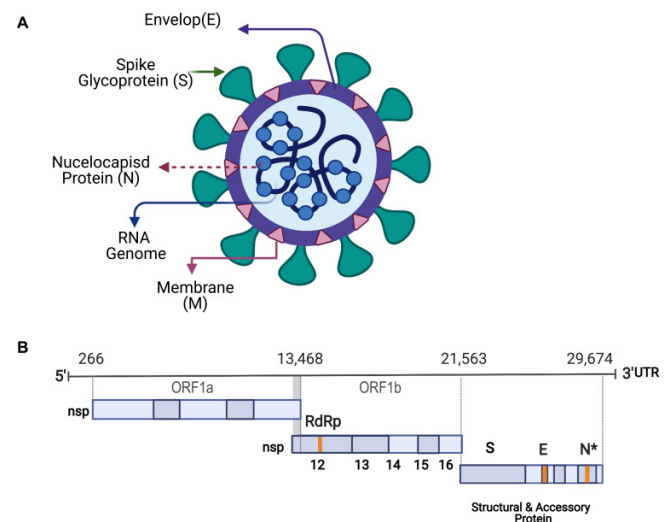 A
Envelop(E)
Spike
Glycoprotein (S)
Nucelocapisd
Protein (N)
RNA
Genome
Membrane
(M)
B
266 13,468 21,563 29,674
5' 3'UTR
ORF1a ORF1b
nsp
RdRp
nsp
S E N*
12 13 14 15 16
Structural & Accessory
Protein